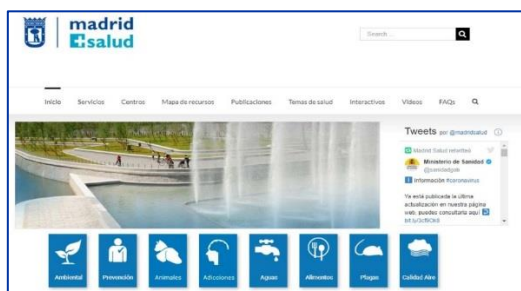 madrid
+salud
Search ...
Inicio Servicios Centros Mapa de recursos Publicaciones Temas de salud Interactivos Vídeos FAQs
Tweets por @madridsalud
Madrid Salud retwitteó
Ministerio de Sanidad
@sanidadgob
Información #coronavirus
Ya está publicada la última
actualización en nuestra página
web, puedes consultarla aquí
Ambiental Prevención Animales Adicciones Aguas Alimentos Plagas Calidad Aire